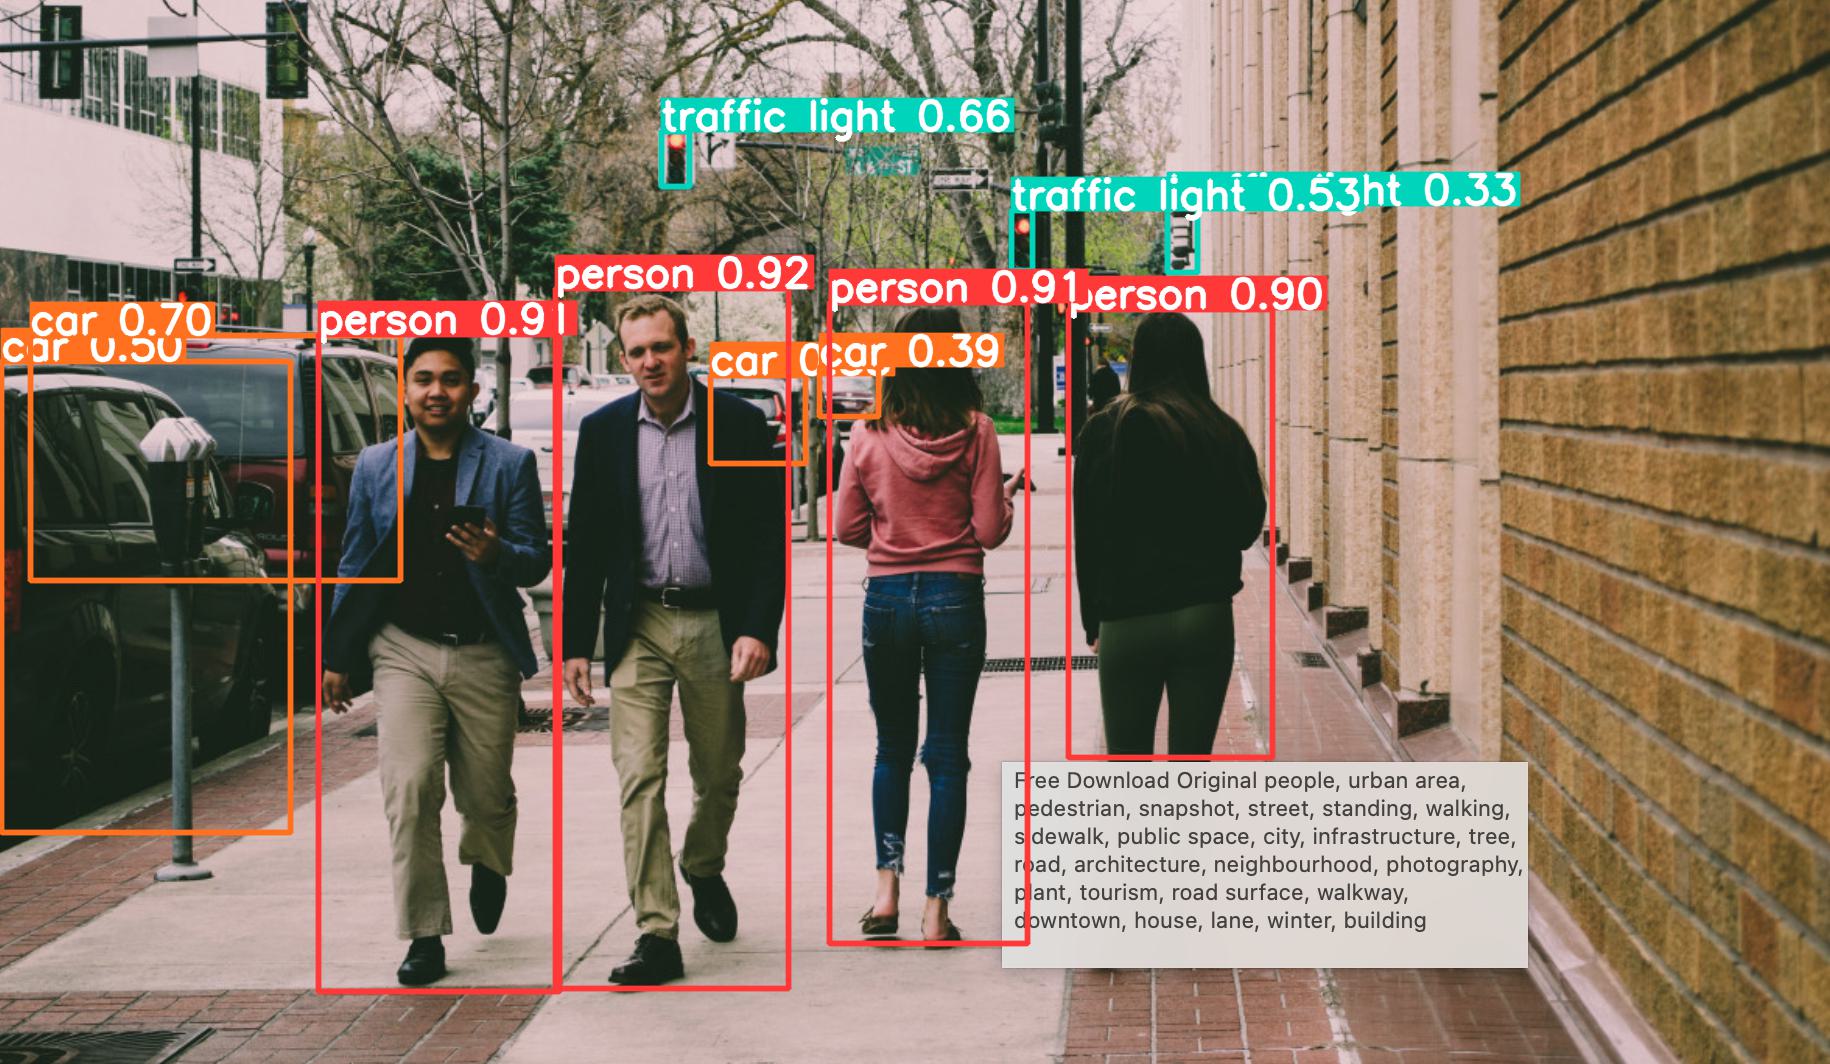 traffic light 0.66
traffic light 0.53
ht 0.33
person 0.92
person 0.91
person 0.90
car 0.70
person 0.91
car 0.50
car 0.39
car
Free Download Original people, urban area,
pedestrian, snapshot, street, standing, walking,
sidewalk, public space, city, infrastructure, tree,
road, architecture, neighbourhood, photography,
plant, tourism, road surface, walkway,
downtown, house, lane, winter, building